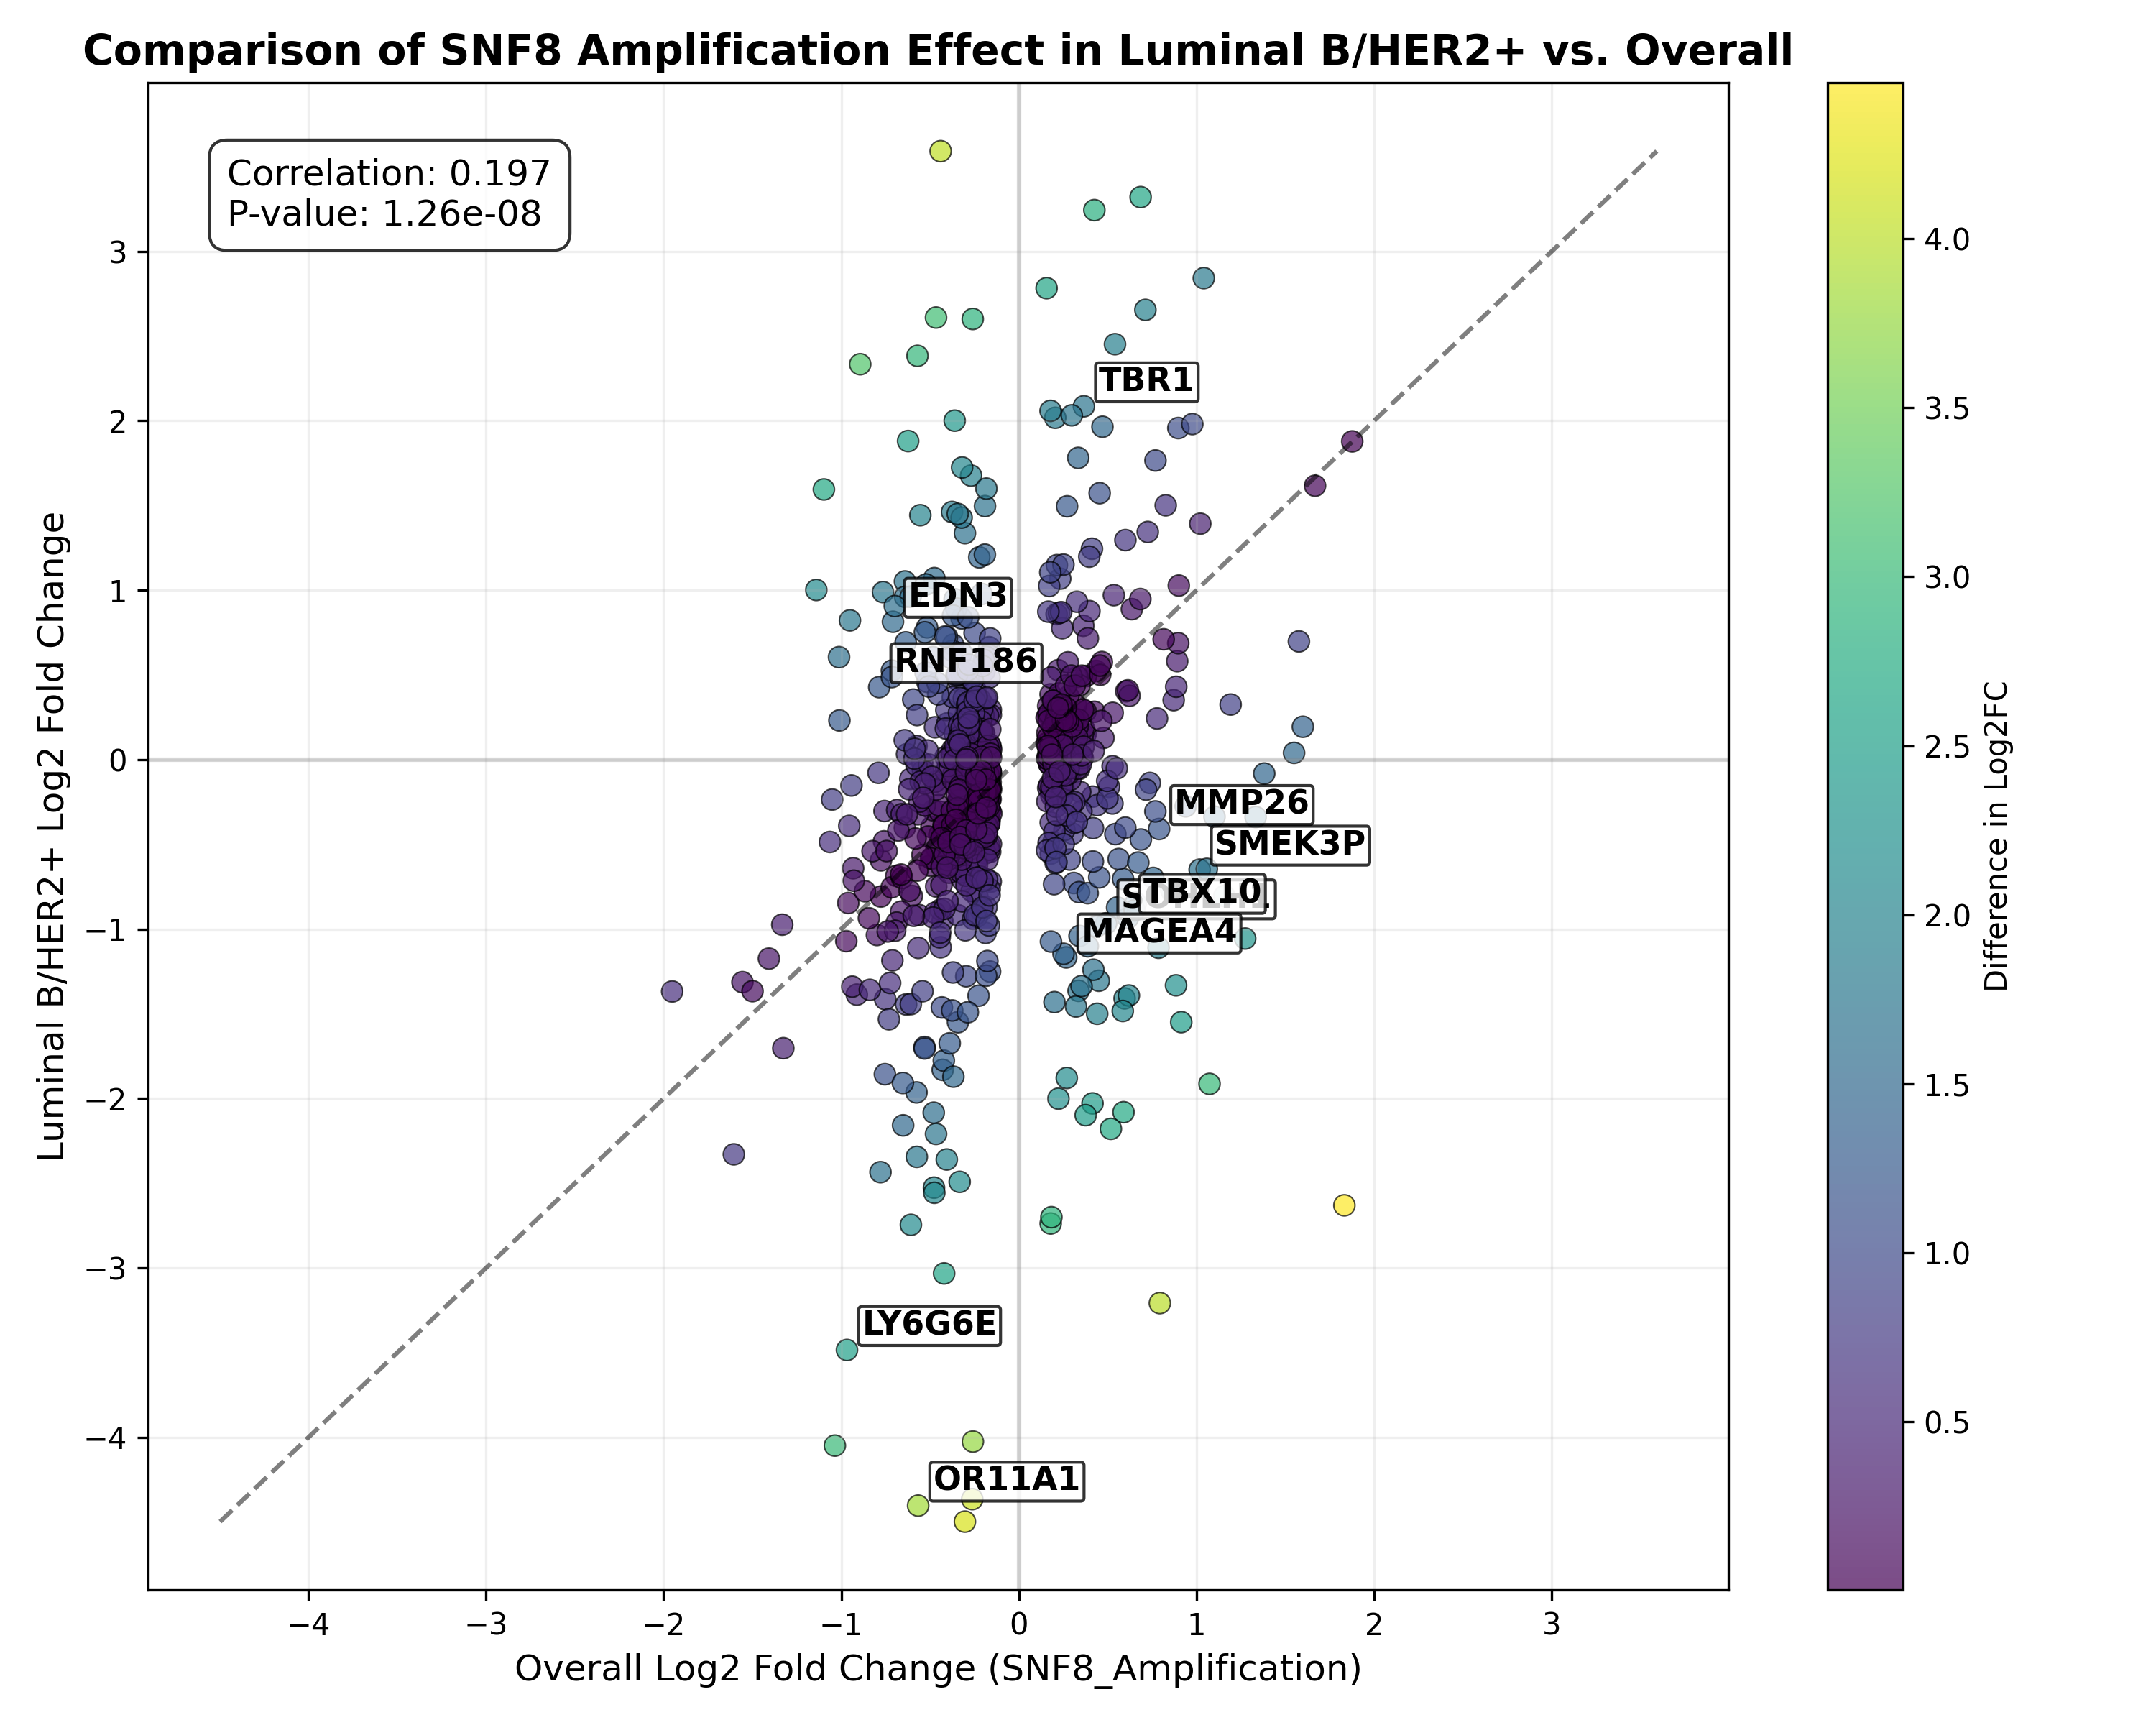 Comparison of SNF8 Amplification Effect in Luminal B/HER2+ vs. Overall
Correlation: 0.197
P-value: 1.26e-08
TBR1
EDN3
RNF186
MMP26
SMEK3P
TBX10
MAGEA4
LY6G6E
OR11A1
3
2
1
0
−1
−2
−3
−4
Luminal B/HER2+ Log2 Fold Change
−4
−3
−2
−1
0
1
2
3
Overall Log2 Fold Change (SNF8_Amplification)
4.0
3.5
3.0
2.5
2.0
1.5
1.0
0.5
Difference in Log2FC